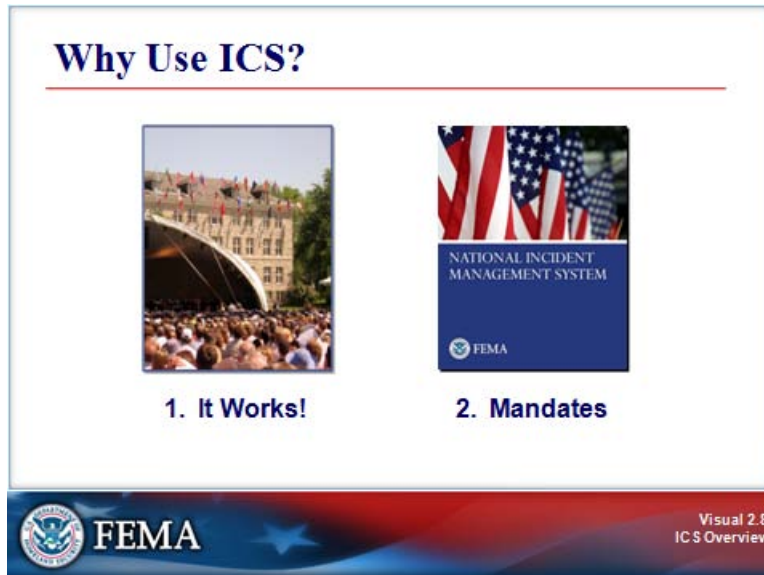 Why Use ICS?
NATIONAL INCIDENT
MANAGEMENT SYSTEM
FEMA
1. It Works!
2. Mandates
FEMA
Visual 2.8
ICS Overview